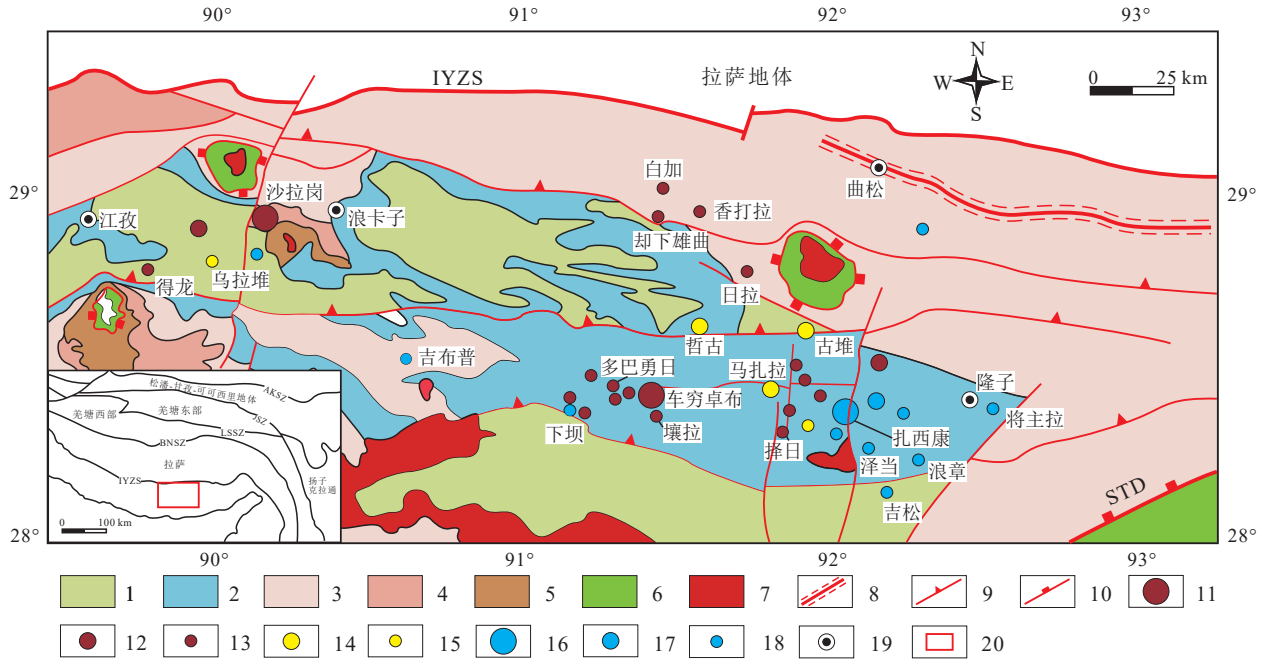 90° 91° 92° 93°
IYZS
拉萨地体
N
W E
S
0 25 km
29° 29°
白加
沙拉岗
曲松
香打拉
江孜
浪卡子
却下雄曲
乌拉堆
得龙
日拉
哲古
古堆
吉布普
多巴勇日
马扎拉
车穷卓布
隆子
将主拉
下坝
壤拉
择日
扎西康
泽当
浪章
吉松
STD
松潘-甘孜-可可西里地体
AKSZ
羌塘西部
羌塘东部
JSZ
LSSZ
BNSZ
拉萨
IYZS
扬子
克拉通
0 100 km
28° 28°
90° 91° 92° 93°
1 2 3 4 5 6 7 8 9 10 11
12 13 14 15 16 17 18 19 20